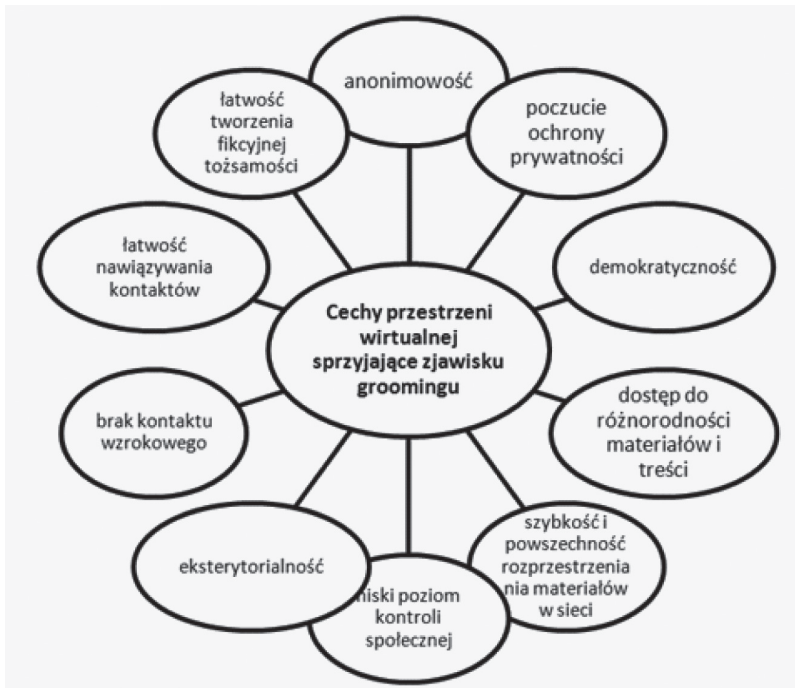 anonimowość
poczucie
ochrony
prywatności
demokratyczność
dostęp do
różnorodności
materiałów i
treści
szybkość i
powszechność
rozprzestrzenia
nia materiałów
w sieci
niski poziom
kontroli
społecznej
eksterytorialność
brak kontaktu
wzrokowego
łatwość
nawiązywania
kontaktów
łatwość
tworzenia
fikcyjnej
tożsamości
Cechy przestrzeni
wirtualnej
sprzyjające zjawisku
groomingu